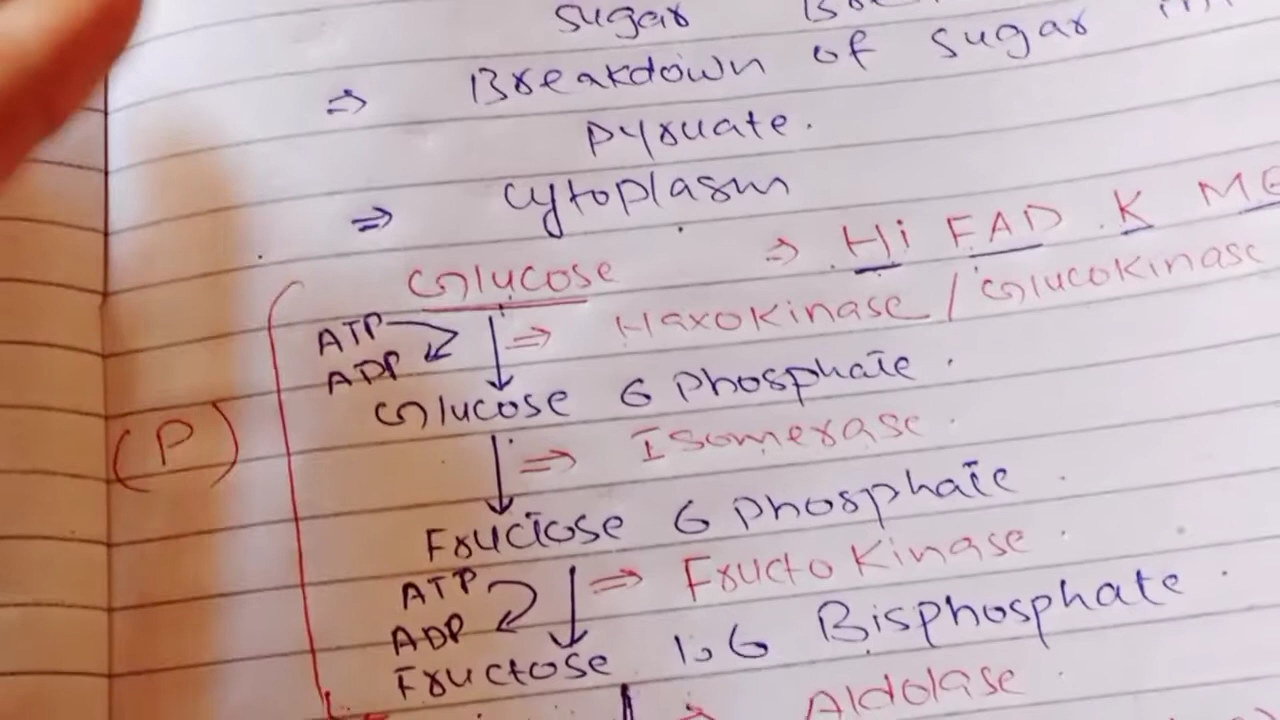 sugar
⇒ Breakdown of sugar
pyruate.
⇒ Cytoplasm
⇒ Hi FAD K
Glucose
ATP ⇒ Haxokinase / Glucokinase
ADP
Glucose 6 Phosphate.
(P) ⇒ Isomerase.
Fructose 6 Phosphate.
ATP ⇒ Fructo Kinase.
ADP
Fructose 1,6 Bisphosphate.
Aldolase.